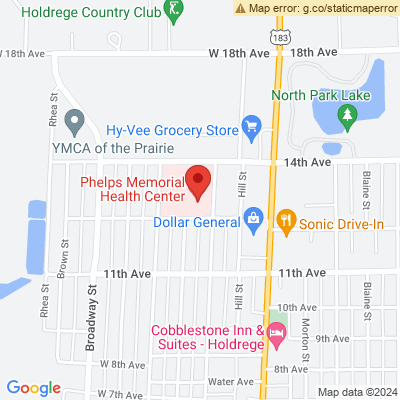 Holdrege Country Club
Map error: g.co/staticmaperror
183
W 18th Ave
18th Ave
W 18th Ave
North Park Lake
Rhea St
Hy-Vee Grocery Store
YMCA of the Prairie
14th Ave
Phelps Memorial
Health Center
Hill St
Blaine St
Dollar General
Sonic Drive-In
Brown St
11th Ave
11th Ave
Rhea St
Broadway St
Hill St
Blaine St
10th Ave
Cobblestone Inn &
Suites - Holdrege
Morton St
9th Ave
W 8th Ave
8th Ave
Water Ave
Google
W 7th Ave
Map data ©2024